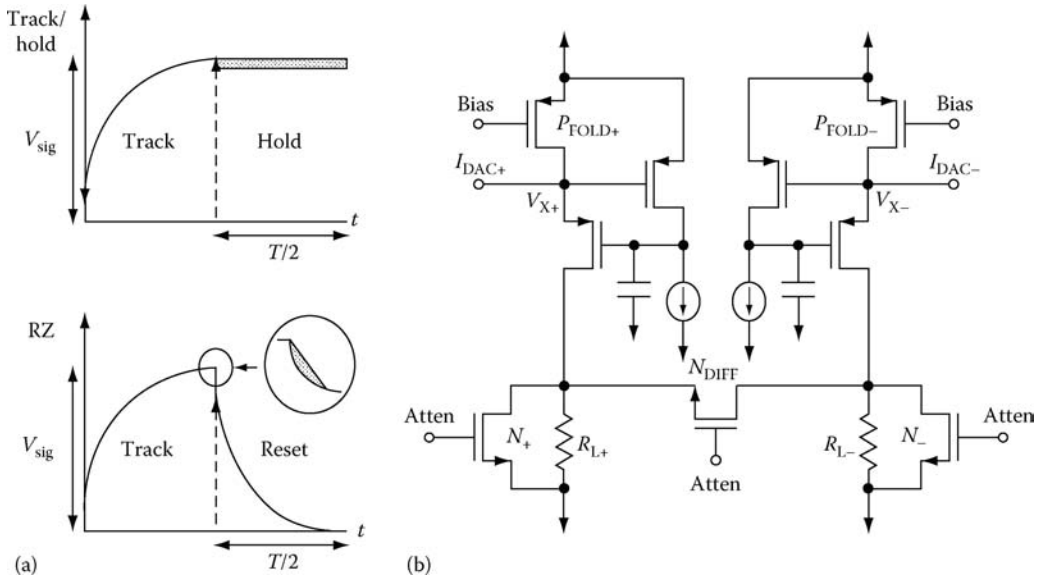 Track/
hold
V_sig
Track
Hold
t
T/2
RZ
V_sig
Track
Reset
t
T/2
(a)
Bias
P_FOLD+
P_FOLD−
Bias
I_DAC+
I_DAC−
V_X+
V_X−
N_DIFF
Atten
N_+
R_L+
R_L−
N_−
Atten
Atten
(b)